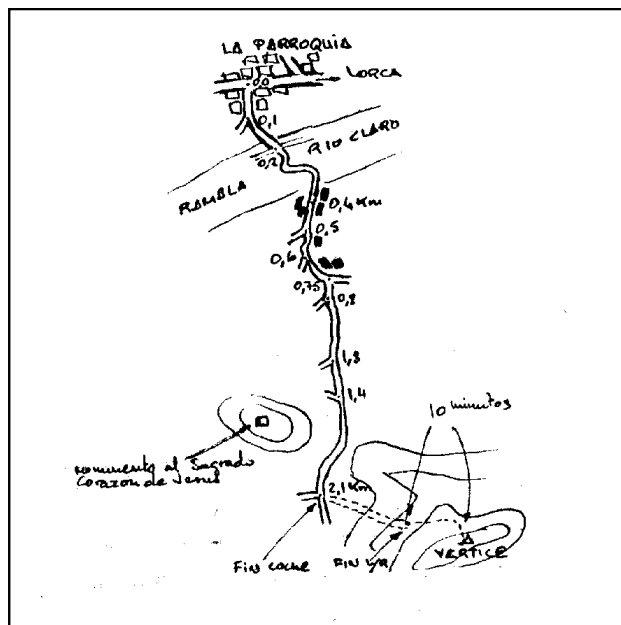 LA PARROQUIA
0,0
LORCA
0,1
RIO CLARO
0,2
RAMBLA
0,4 Km
0,5
0,6
0,75
0,8
1,3
1,4
10 minutos
monumento al Sagrado
Corazon de Jesus
2,1 Km
FIN COCHE
FIN L/R
VERTICE